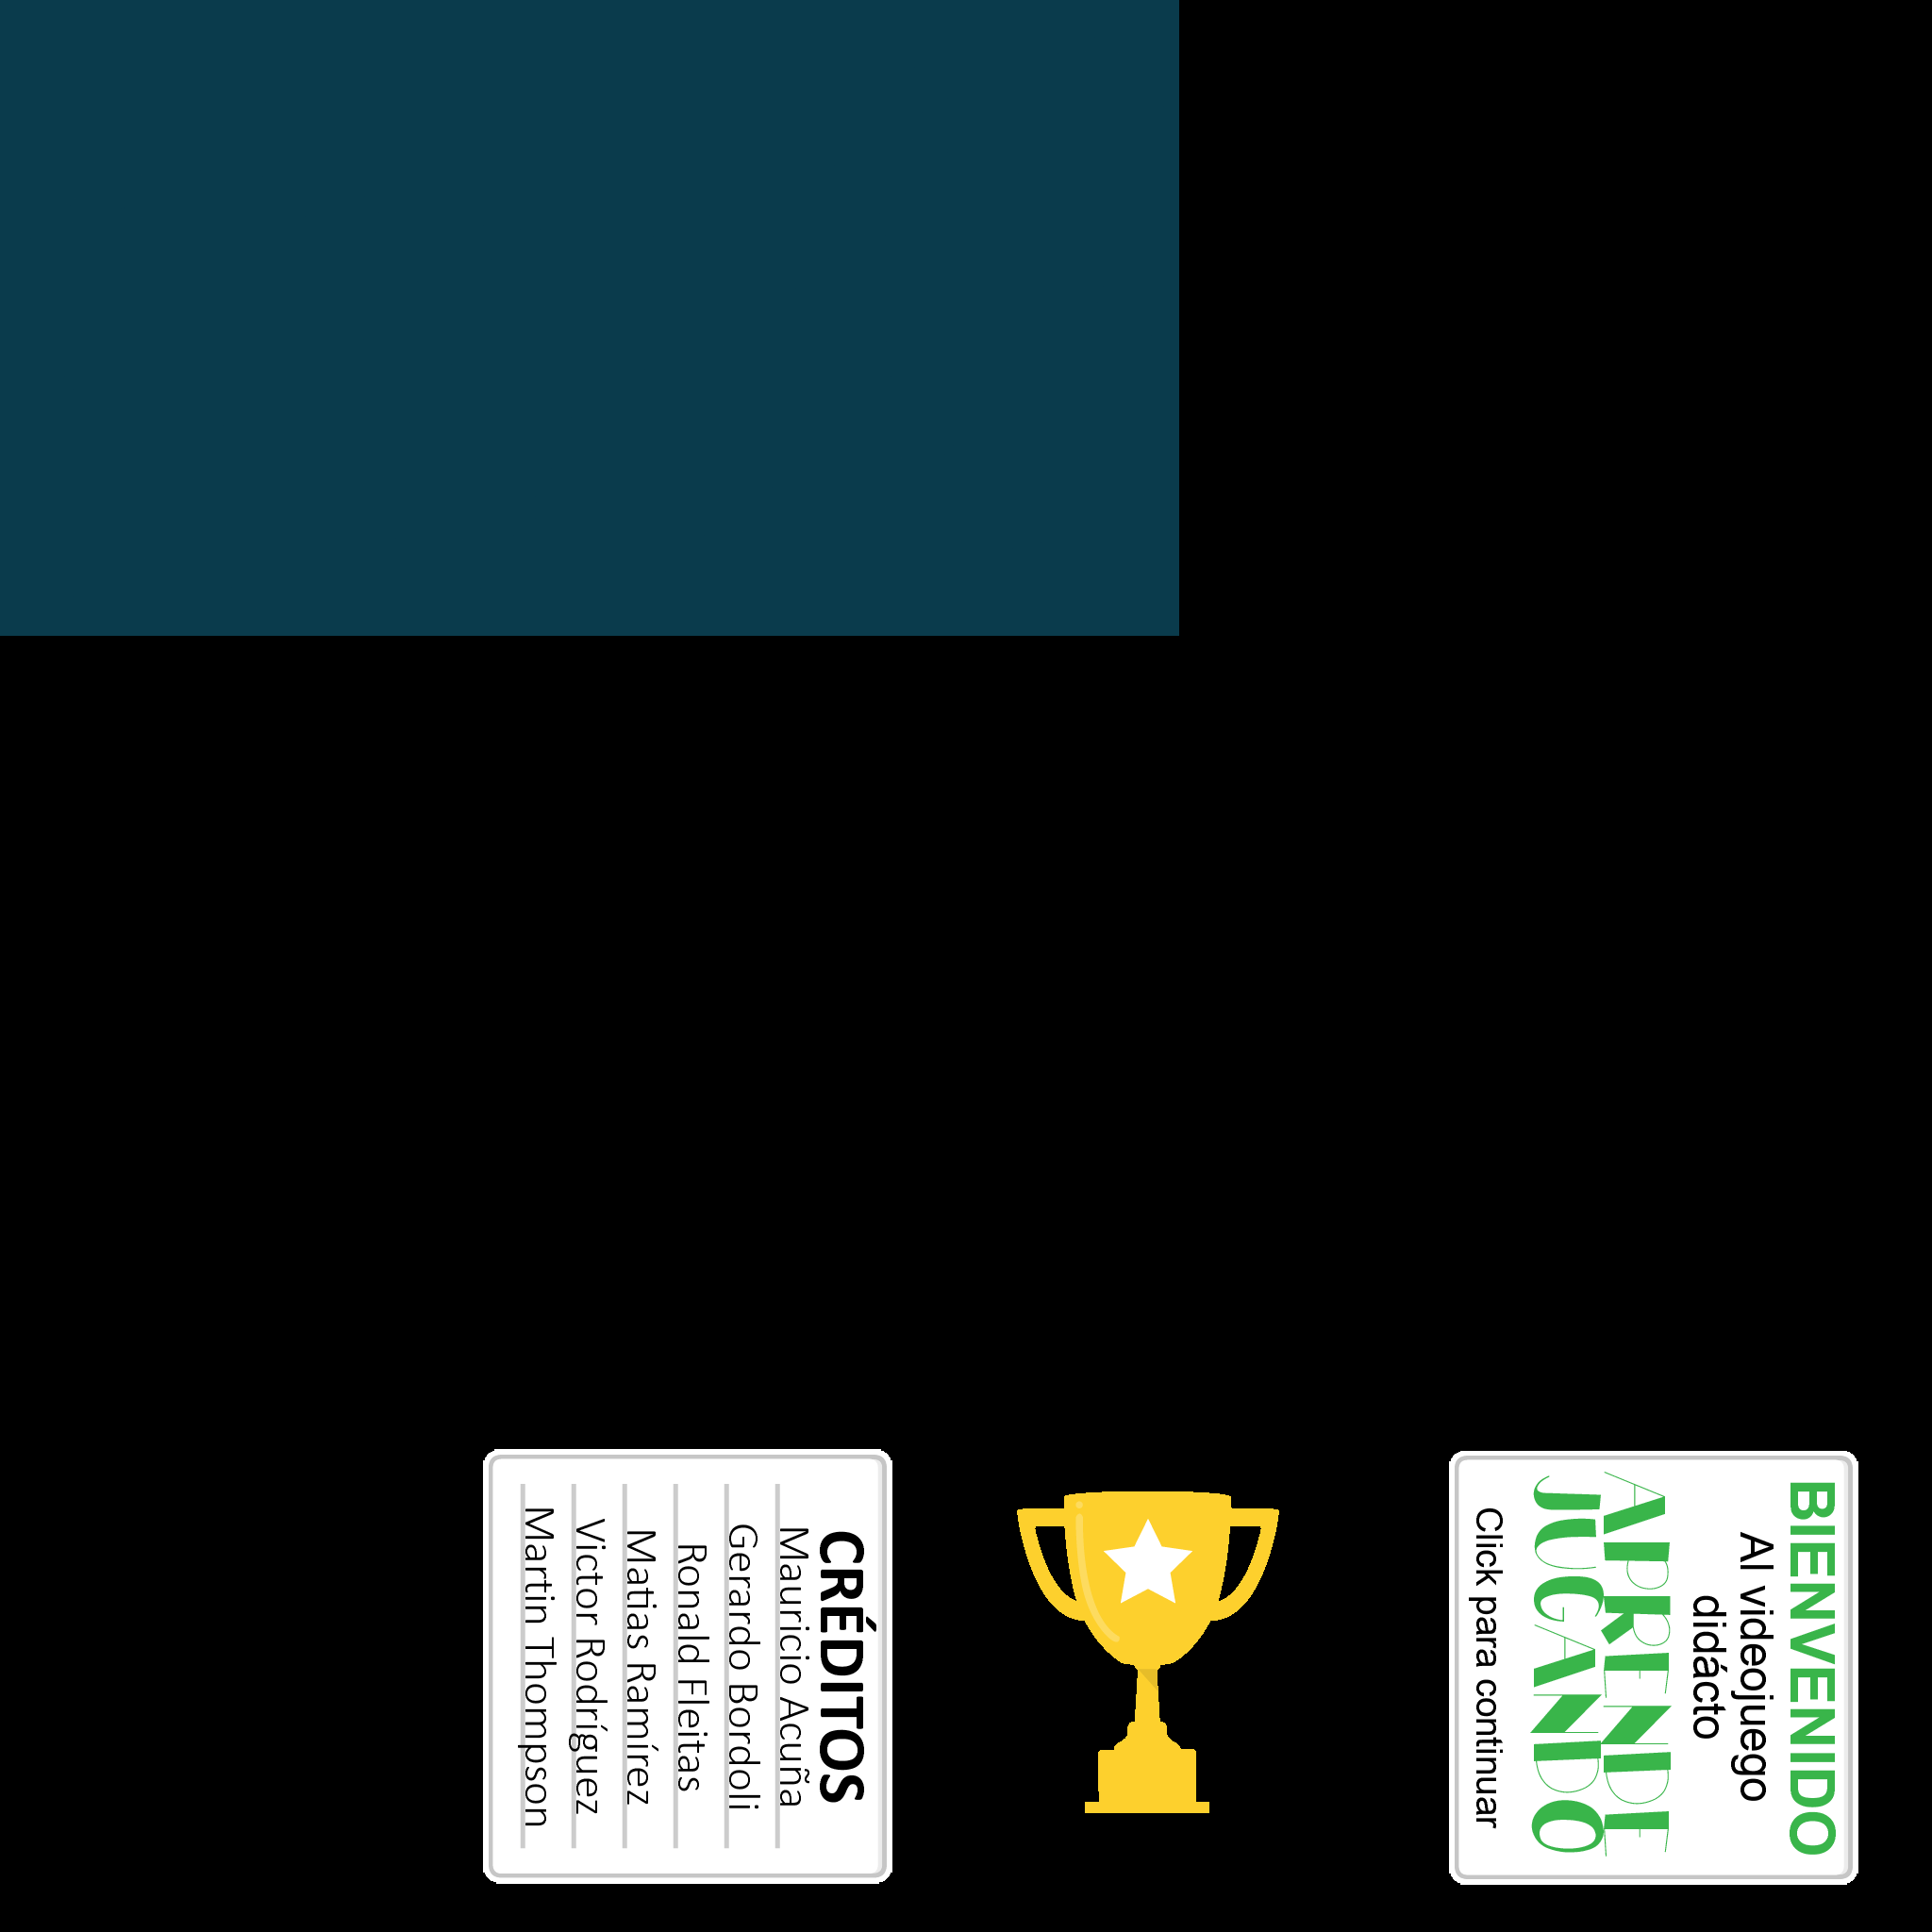 CRÉDITOS
Mauricio Acuña
Gerardo Bordoli
Ronald Fleitas
Matias Ramírez
Victor Rodríguez
Martin Thompson
BIENVENIDO
Al videojuego
didácto
APRENDE
JUGANDO
Click para continuar